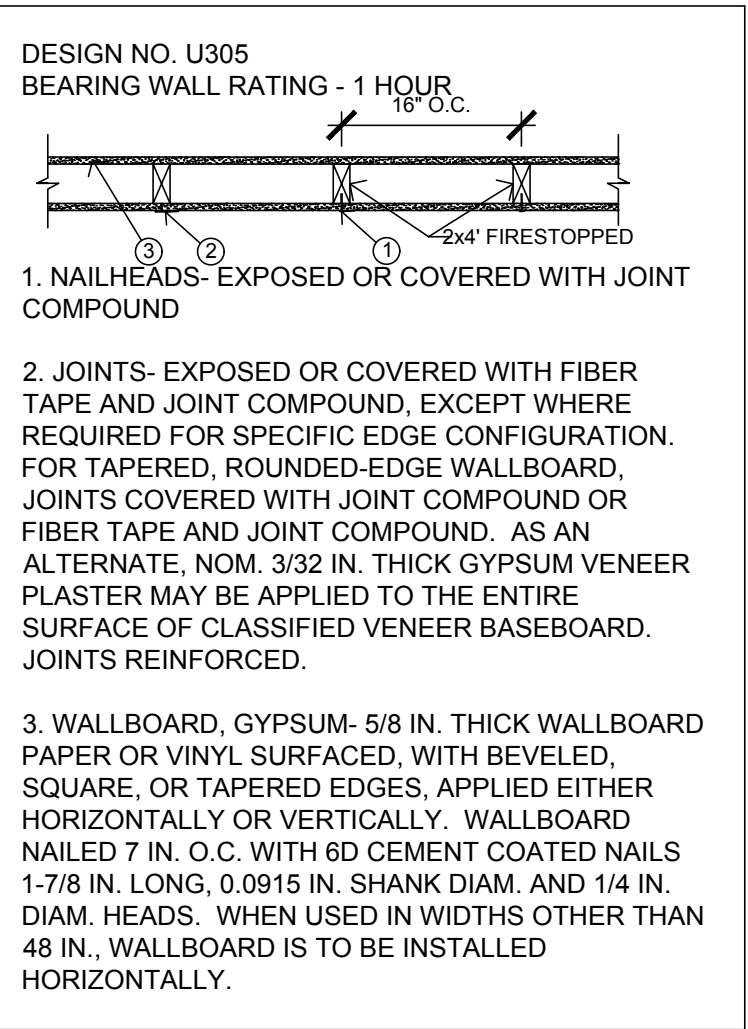 DESIGN NO. U305
BEARING WALL RATING - 1 HOUR
16" O.C.
2x4' FIRESTOPPED
3 2 1
1. NAILHEADS- EXPOSED OR COVERED WITH JOINT
COMPOUND
2. JOINTS- EXPOSED OR COVERED WITH FIBER
TAPE AND JOINT COMPOUND, EXCEPT WHERE
REQUIRED FOR SPECIFIC EDGE CONFIGURATION.
FOR TAPERED, ROUNDED-EDGE WALLBOARD,
JOINTS COVERED WITH JOINT COMPOUND OR
FIBER TAPE AND JOINT COMPOUND.  AS AN
ALTERNATE, NOM. 3/32 IN. THICK GYPSUM VENEER
PLASTER MAY BE APPLIED TO THE ENTIRE
SURFACE OF CLASSIFIED VENEER BASEBOARD.
JOINTS REINFORCED.
3. WALLBOARD, GYPSUM- 5/8 IN. THICK WALLBOARD
PAPER OR VINYL SURFACED, WITH BEVELED,
SQUARE, OR TAPERED EDGES, APPLIED EITHER
HORIZONTALLY OR VERTICALLY.  WALLBOARD
NAILED 7 IN. O.C. WITH 6D CEMENT COATED NAILS
1-7/8 IN. LONG, 0.0915 IN. SHANK DIAM. AND 1/4 IN.
DIAM. HEADS.  WHEN USED IN WIDTHS OTHER THAN
48 IN., WALLBOARD IS TO BE INSTALLED
HORIZONTALLY.